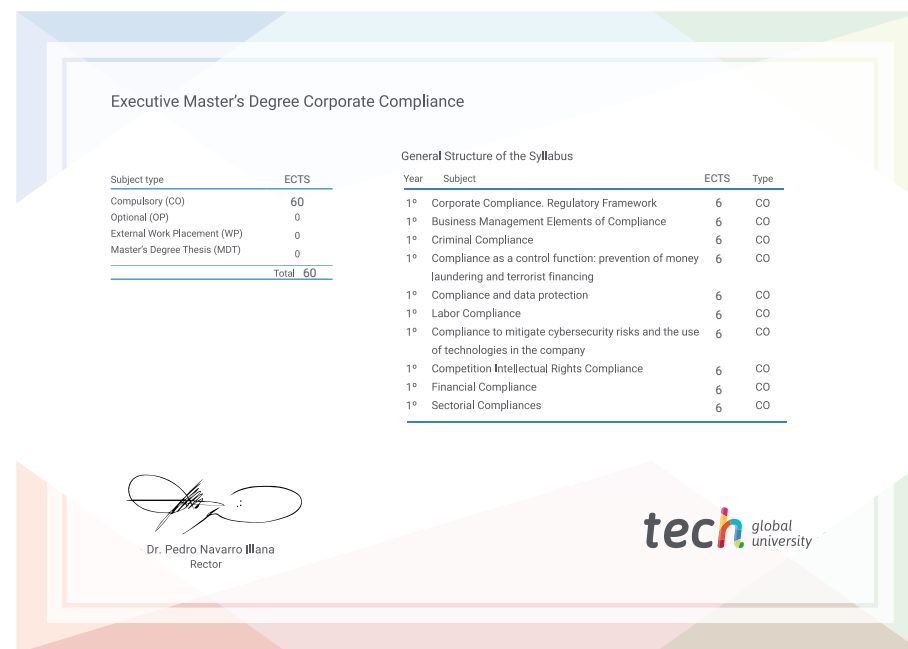 Executive Master's Degree Corporate Compliance
Subject type ECTS
Compulsory (CO) 60
Optional (OP) 0
External Work Placement (WP) 0
Master's Degree Thesis (MDT) 0
Total 60
General Structure of the Syllabus
Year Subject ECTS Type
1º Corporate Compliance. Regulatory Framework 6 CO
1º Business Management Elements of Compliance 6 CO
1º Criminal Compliance 6 CO
1º Compliance as a control function: prevention of money 6 CO
laundering and terrorist financing
1º Compliance and data protection 6 CO
1º Labor Compliance 6 CO
1º Compliance to mitigate cybersecurity risks and the use 6 CO
of technologies in the company
1º Competition Intellectual Rights Compliance 6 CO
1º Financial Compliance 6 CO
1º Sectorial Compliances 6 CO
Dr. Pedro Navarro Illana
Rector
tech global
university